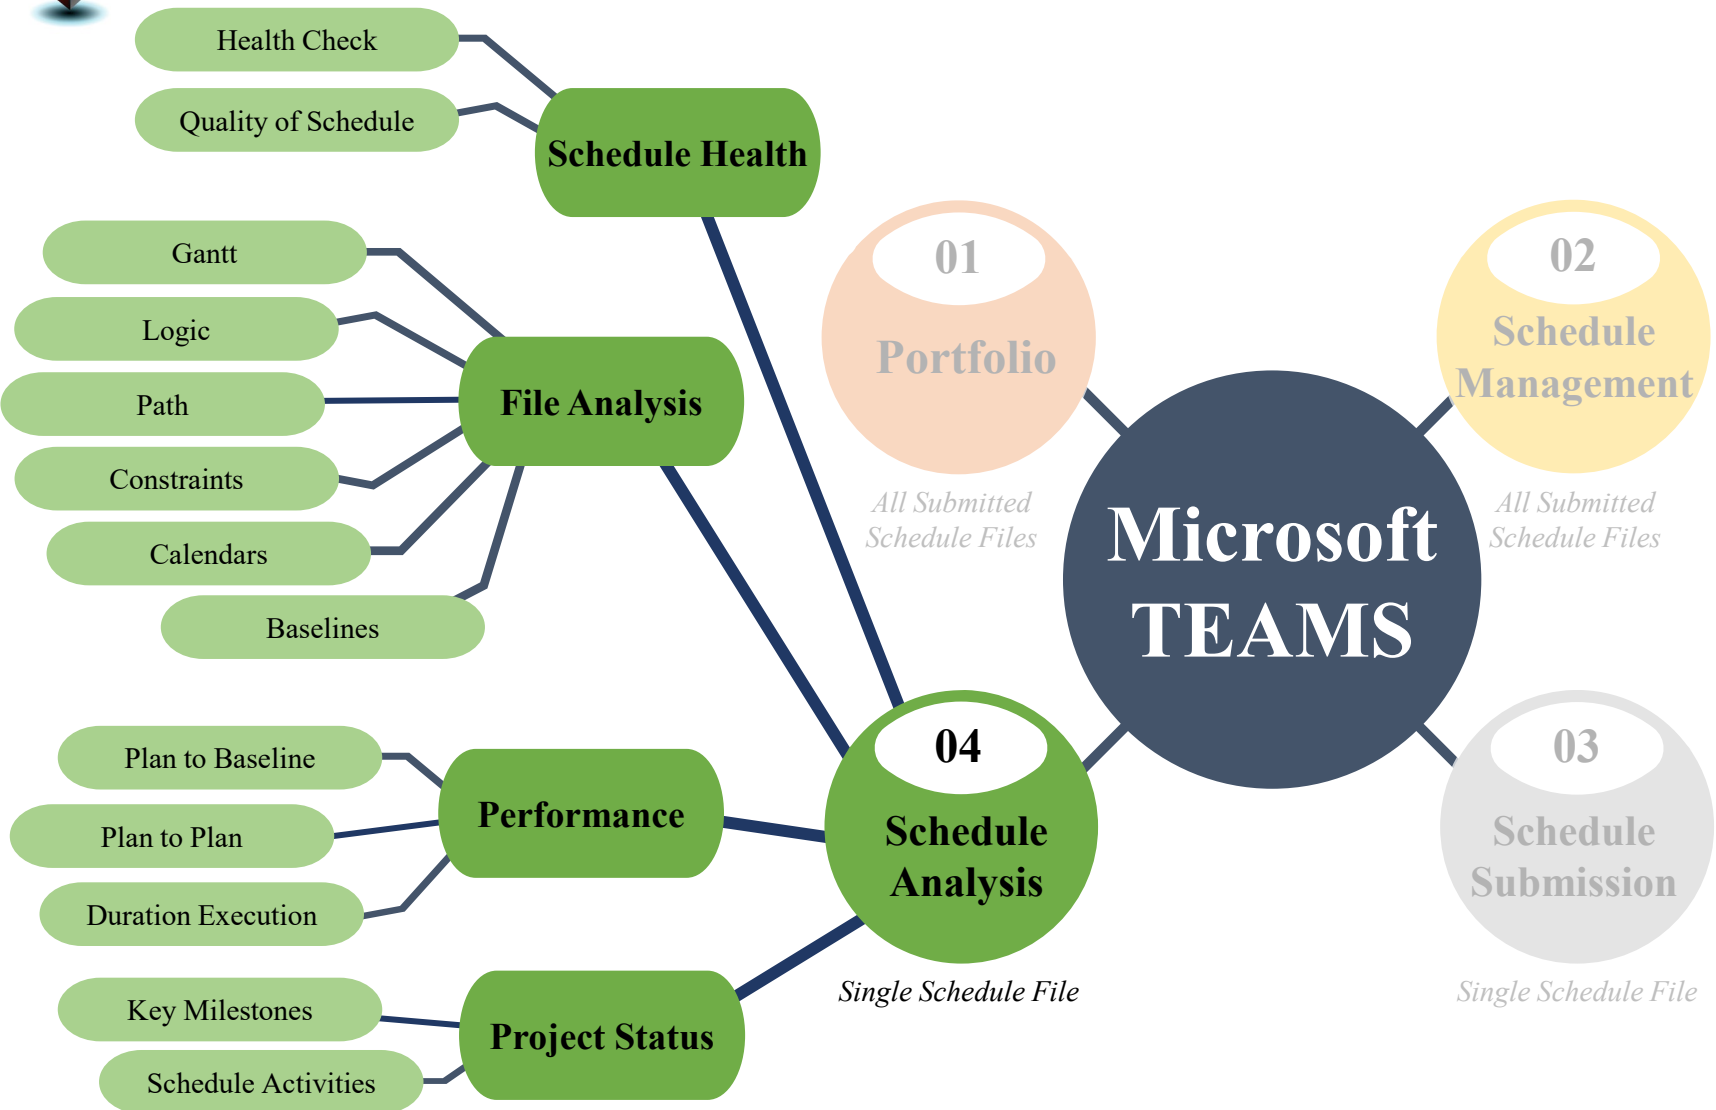 Health Check
Quality of Schedule
Schedule Health
Gantt
Logic
Path
Constraints
Calendars
Baselines
File Analysis
Plan to Baseline
Plan to Plan
Duration Execution
Performance
Key Milestones
Schedule Activities
Project Status
01
Portfolio
All Submitted
Schedule Files
02
Schedule
Management
All Submitted
Schedule Files
Microsoft
TEAMS
04
Schedule
Analysis
Single Schedule File
03
Schedule
Submission
Single Schedule File